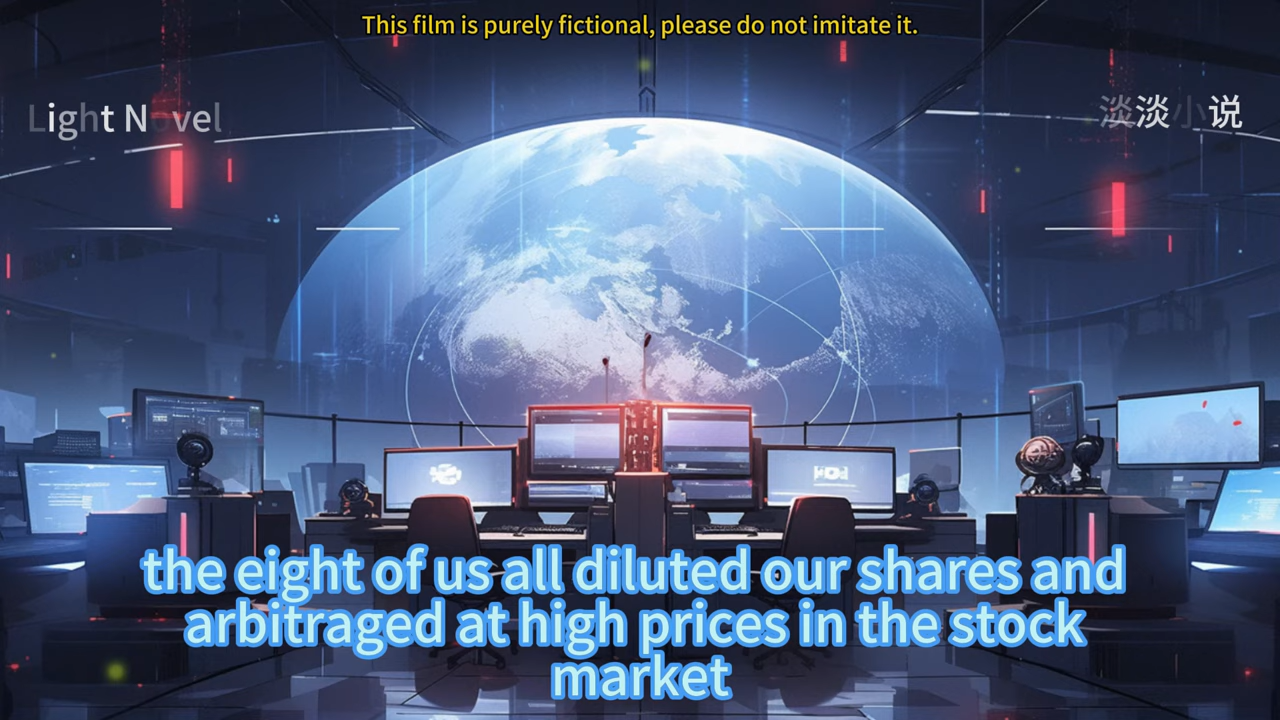 This film is purely fictional, please do not imitate it.
Light Novel
淡淡小说
the eight of us all diluted our shares and
arbitraged at high prices in the stock
market